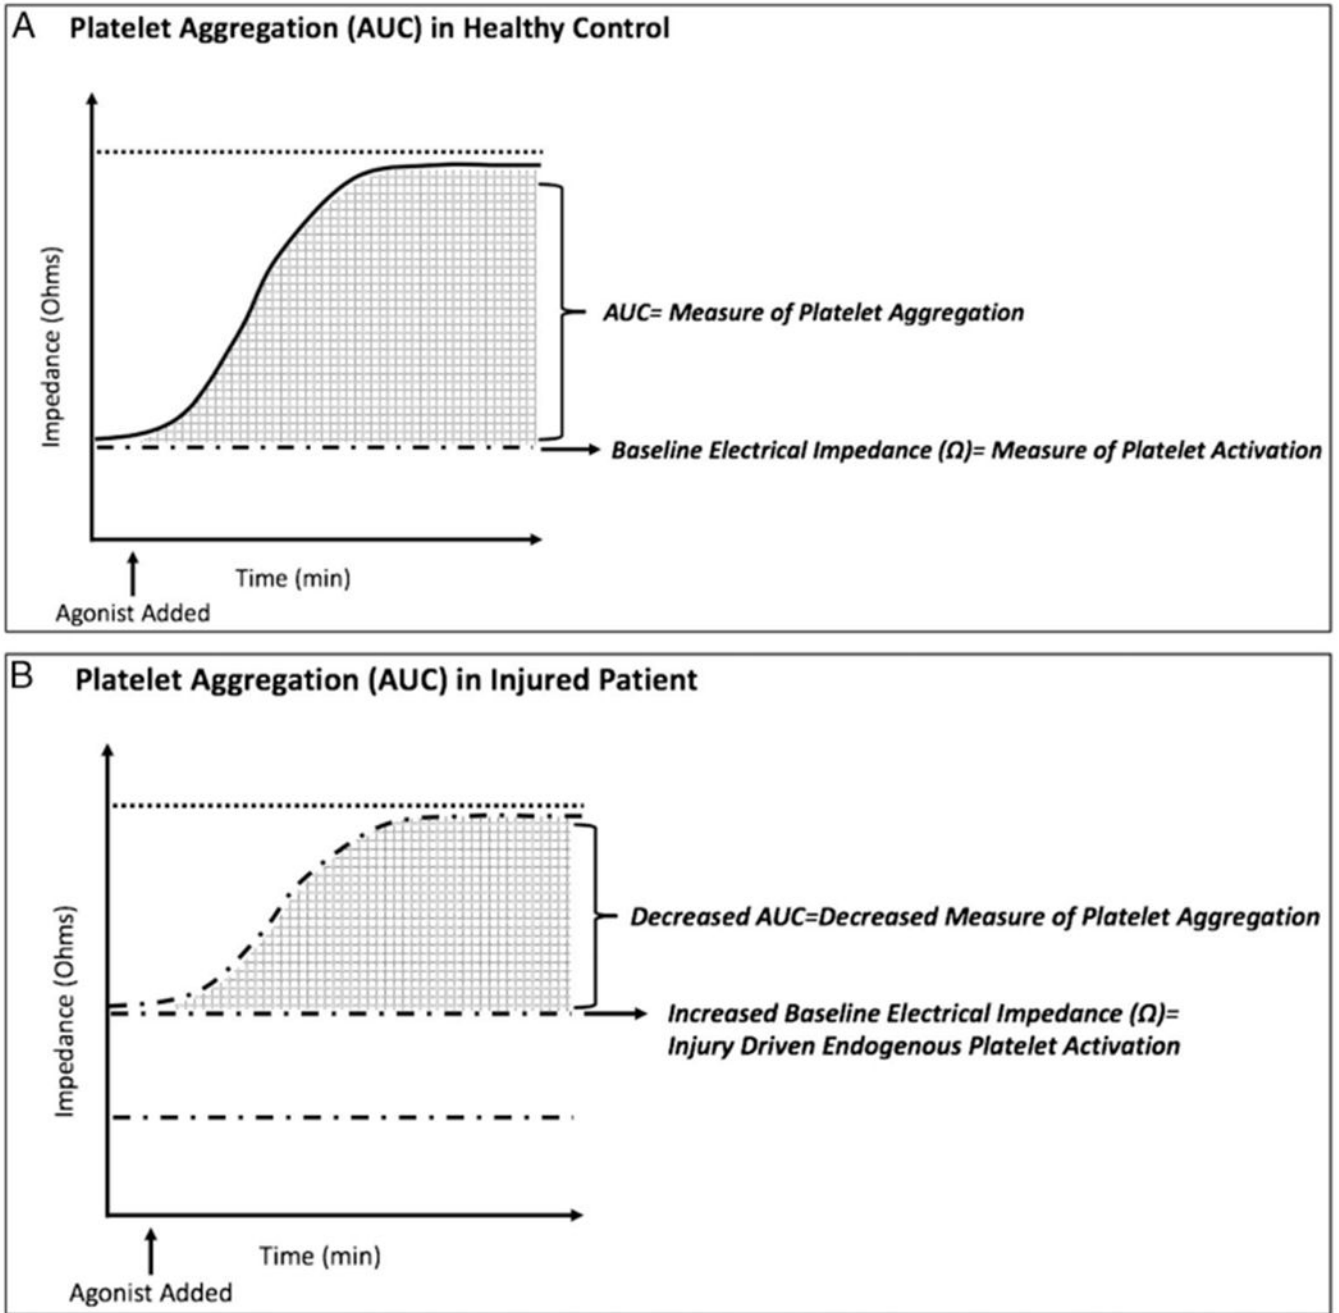 A Platelet Aggregation (AUC) in Healthy Control
Impedance (Ohms)
AUC= Measure of Platelet Aggregation
Baseline Electrical Impedance (Ω)= Measure of Platelet Activation
Time (min)
Agonist Added
B Platelet Aggregation (AUC) in Injured Patient
Impedance (Ohms)
Decreased AUC=Decreased Measure of Platelet Aggregation
Increased Baseline Electrical Impedance (Ω)=
Injury Driven Endogenous Platelet Activation
Time (min)
Agonist Added